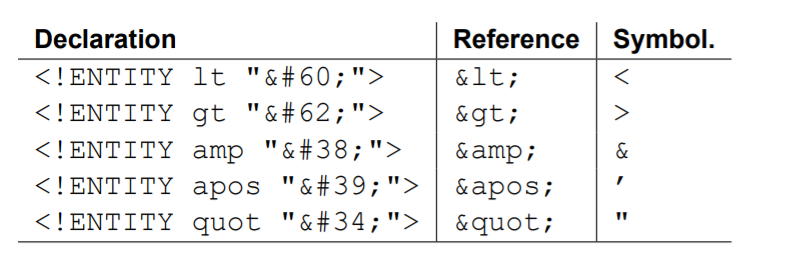 Declaration Reference Symbol.
<!ENTITY lt "&#60;"> &lt; <
<!ENTITY gt "&#62;"> &gt; >
<!ENTITY amp "&#38;"> &amp; &
<!ENTITY apos "&#39;"> &apos; ’
<!ENTITY quot "&#34;"> &quot; "